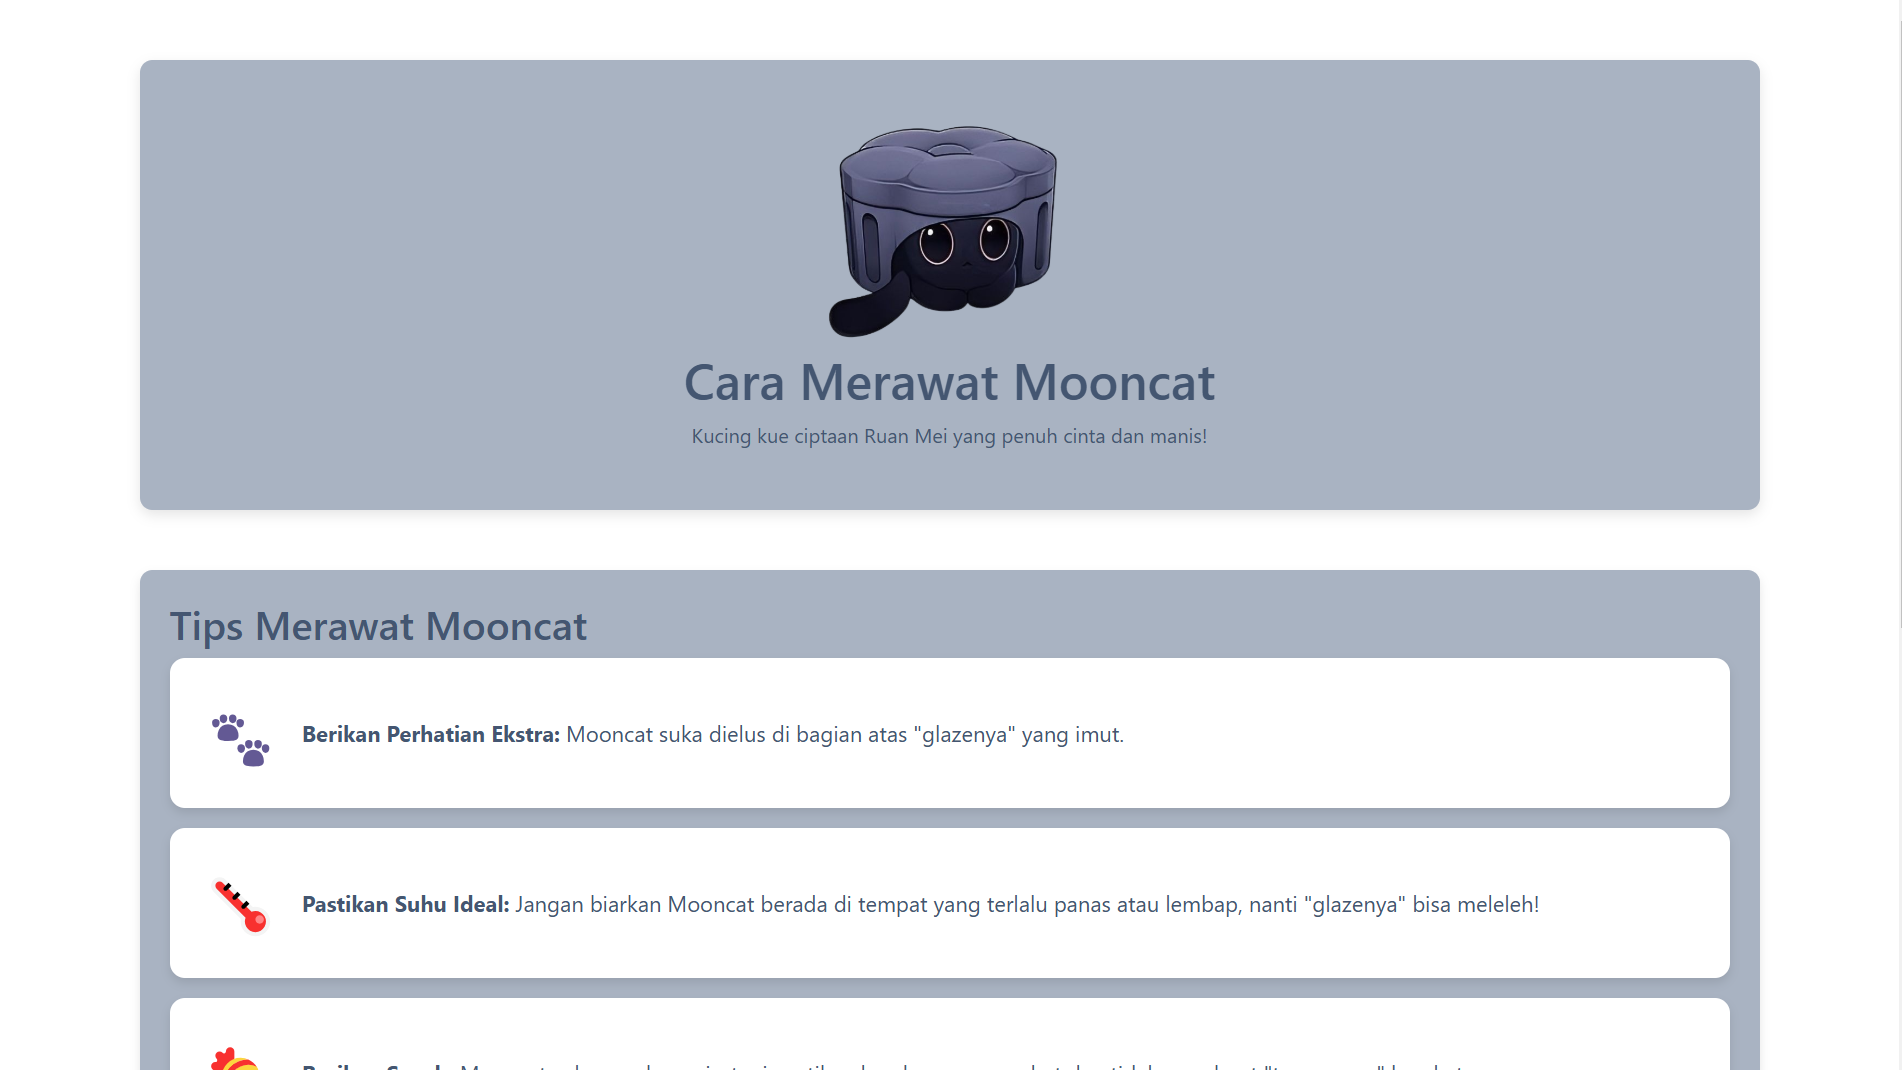 Cara Merawat Mooncat
Kucing kue ciptaan Ruan Mei yang penuh cinta dan manis!
Tips Merawat Mooncat
Berikan Perhatian Ekstra: Mooncat suka dielus di bagian atas "glazenya" yang imut.
Pastikan Suhu Ideal: Jangan biarkan Mooncat berada di tempat yang terlalu panas atau lembap, nanti "glazenya" bisa meleleh!